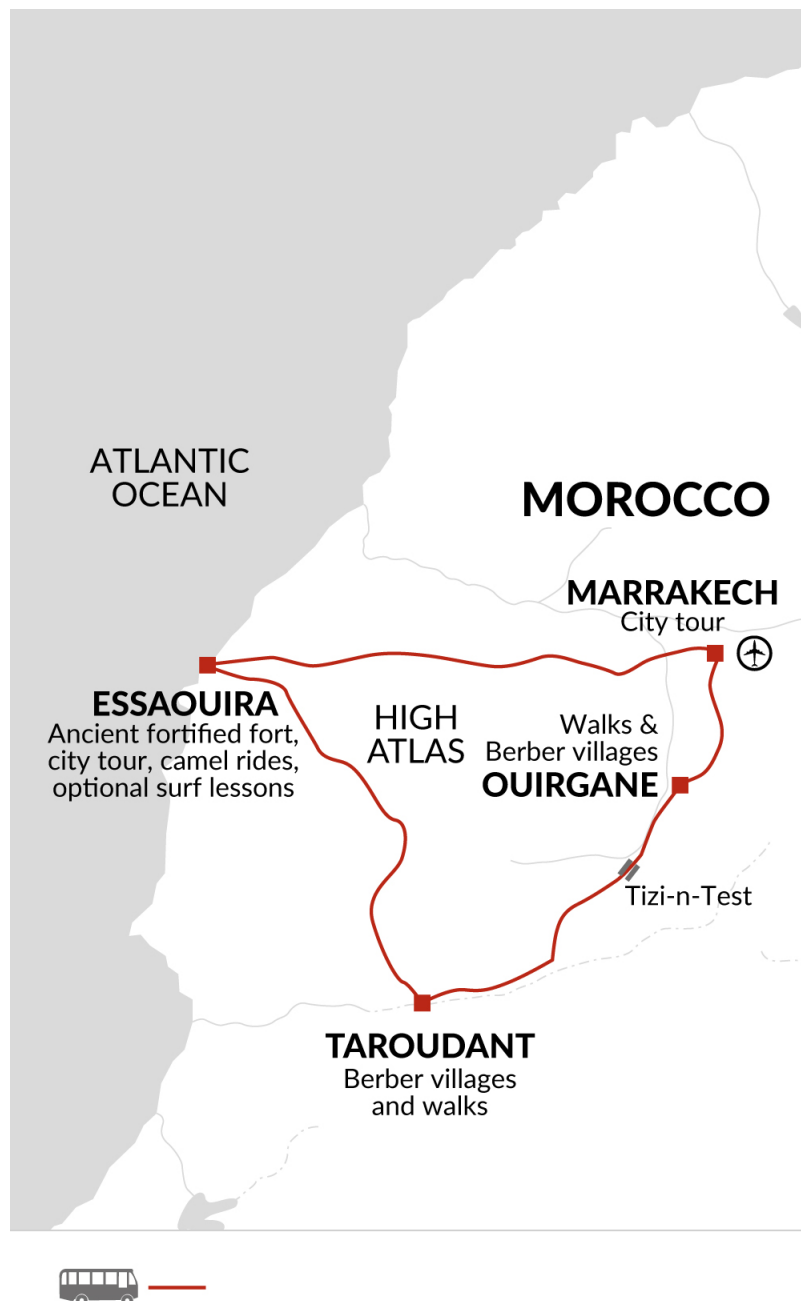 ATLANTIC
OCEAN
MOROCCO
MARRAKECH
City tour
ESSAOUIRA
Ancient fortified fort,
city tour, camel rides,
optional surf lessons
HIGH
ATLAS
Walks &
Berber villages
OUIRGANE
Tizi-n-Test
TAROUDANT
Berber villages
and walks